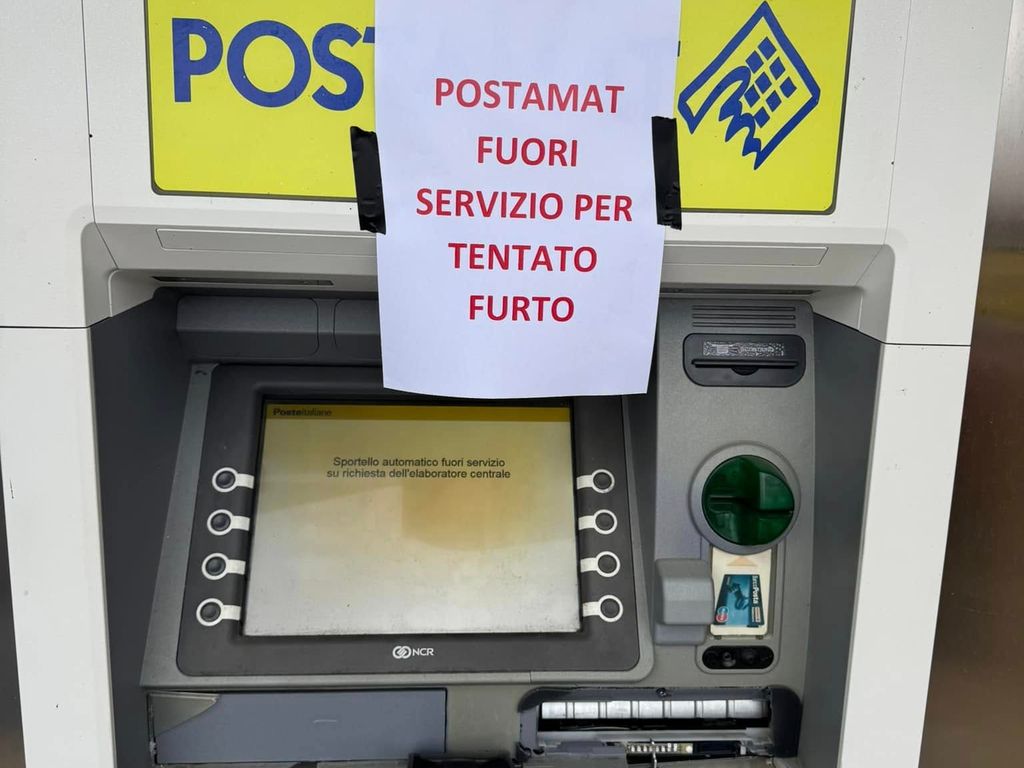 POST
POSTAMAT
FUORI
SERVIZIO PER
TENTATO
FURTO
Posteitaliane
Sportello automatico fuori servizio
su richiesta dell'elaboratore centrale
NCR